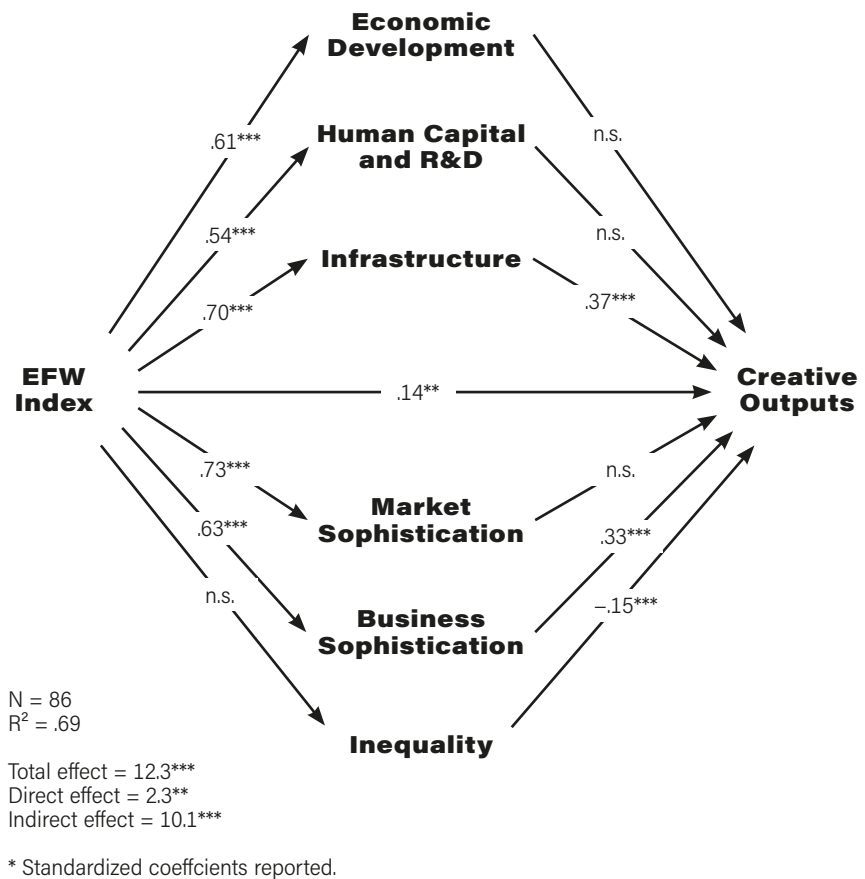 Economic
Development
.61***
n.s.
Human Capital
and R&D
.54***
n.s.
Infrastructure
.70***
.37***
EFW
Index
.14**
Creative
Outputs
.73***
n.s.
Market
Sophistication
.63***
.33***
n.s.
–.15***
Business
Sophistication
Inequality
N = 86
R² = .69
Total effect = 12.3***
Direct effect = 2.3**
Indirect effect = 10.1***
* Standardized coeffcients reported.